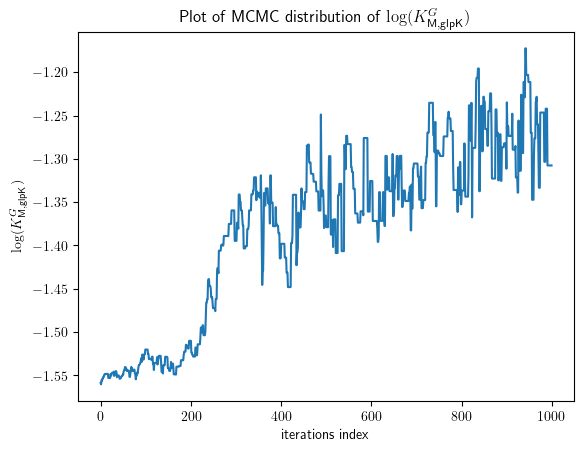 Plot of MCMC distribution of log(K^G_M,glpK)
−1.20
−1.25
−1.30
−1.35
−1.40
−1.45
−1.50
−1.55
log(K^G_M,glpK)
0 200 400 600 800 1000
iterations index